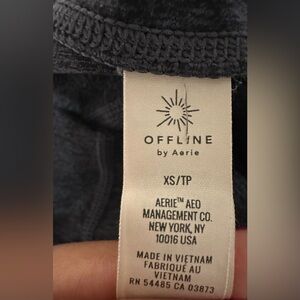 OFFLINE
by Aerie
XS/TP
AERIE™ AEO
MANAGEMENT CO.
NEW YORK, NY
10016 USA
MADE IN VIETNAM
FABRIQUÉ AU
VIETNAM
RN 54485 CA 03873